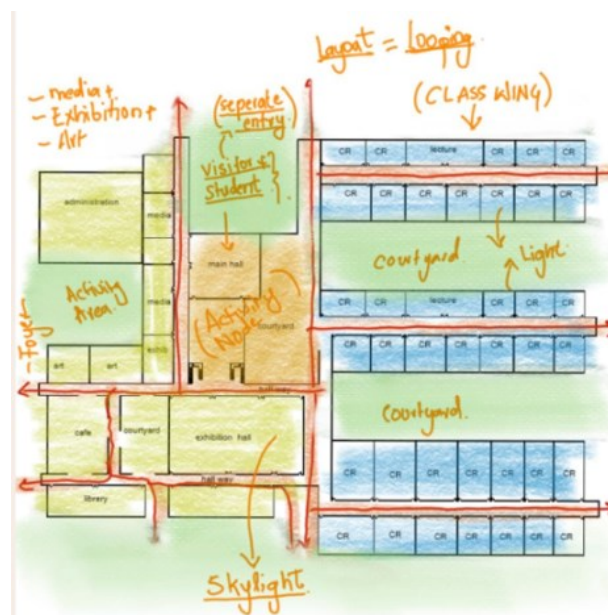 Layout = Looping
(CLASS WING)
- media +
- Exhibition +
- Art
(seperate entry)
visitor &
student
CR CR lecture CR CR CR
CR CR CR CR CR CR CR
administration
media
main hall
courtyard
Light
Activity
Area
media
(Activity
Node)
courtyard
CR CR lecture CR CR CR
CR CR CR CR CR CR CR
- Foyer
art art exhib
hall way
cafe courtyard exhibition hall
courtyard
hall way
library
CR CR CR CR CR CR CR
CR CR CR CR CR CR CR
Skylight